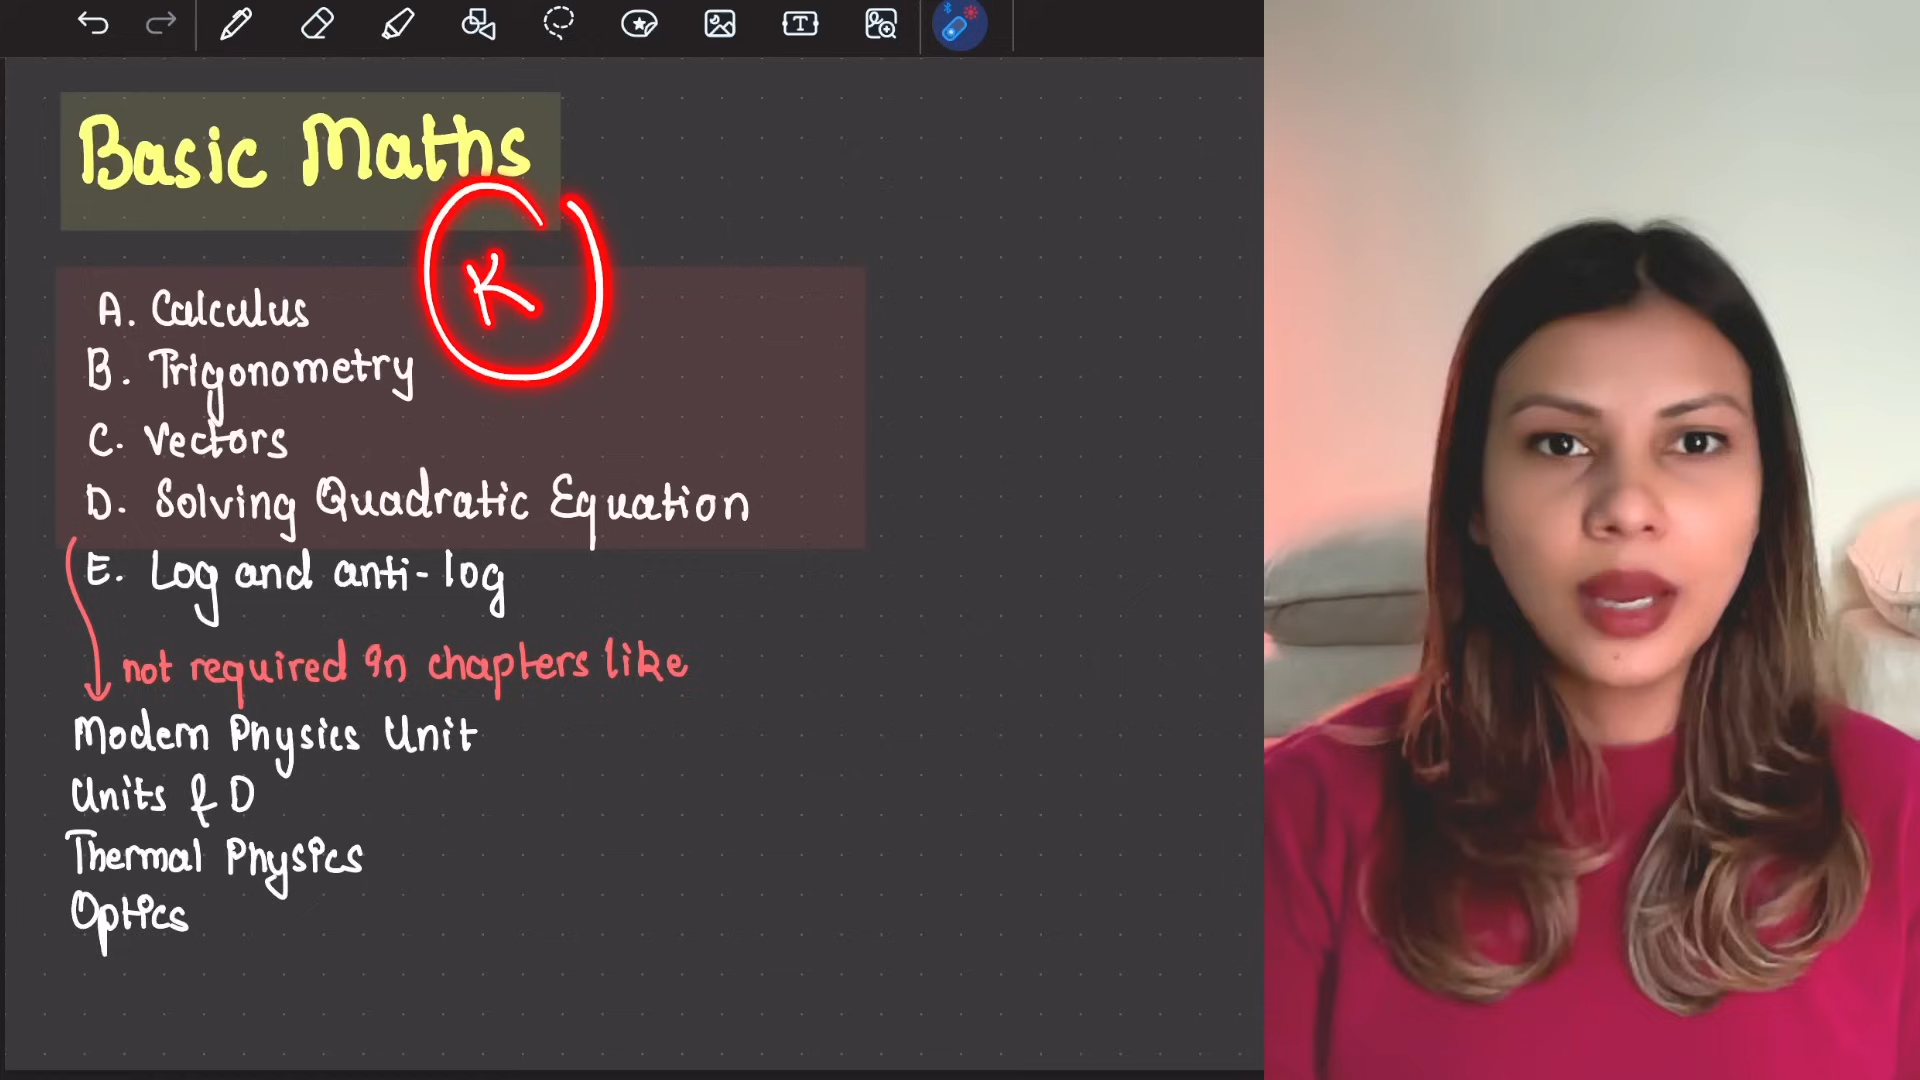 Basic Maths
K
A. Calculus
B. Trigonometry
C. Vectors
D. Solving Quadratic Equation
E. Log and anti-log
not required in chapters like
Modern Physics Unit
Units & D
Thermal Physics
Optics